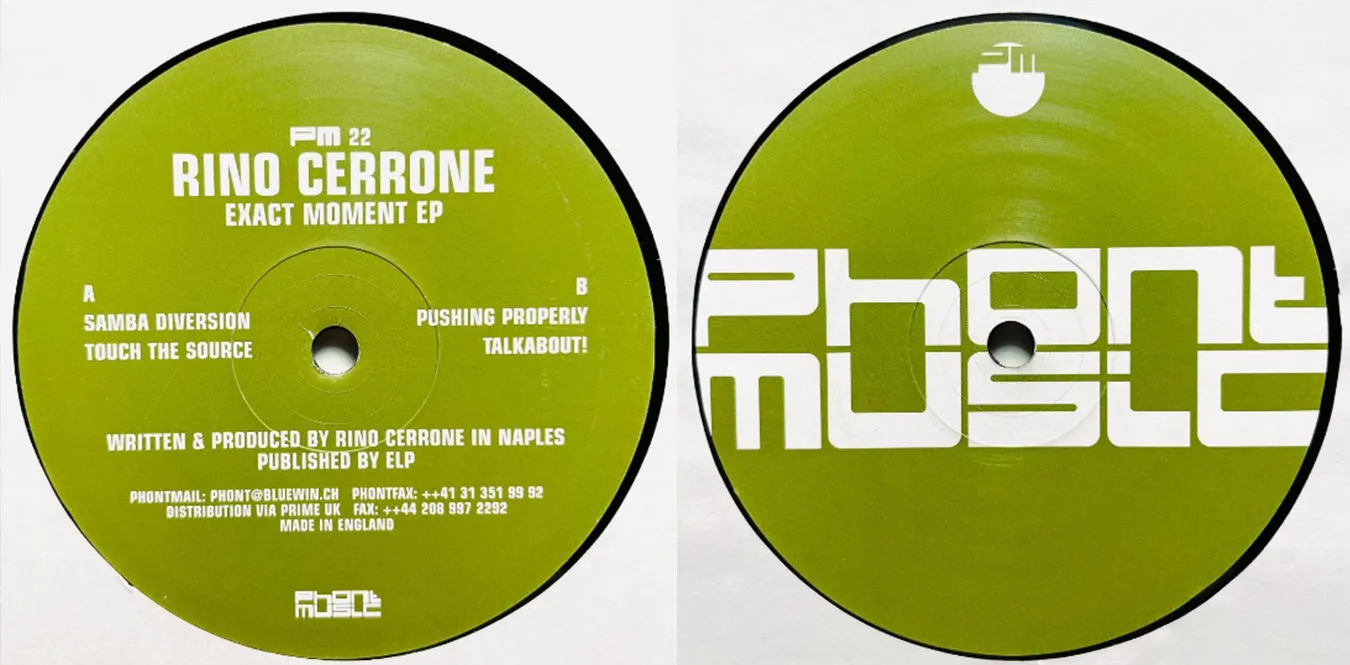 PM 22
RINO CERRONE
EXACT MOMENT EP
A
SAMBA DIVERSION
TOUCH THE SOURCE
B
PUSHING PROPERLY
TALKABOUT!
WRITTEN & PRODUCED BY RINO CERRONE IN NAPLES
PUBLISHED BY ELP
PHONTMAIL: PHONT@BLUEWIN.CH PHONTFAX: ++41 31 351 99 92
DISTRIBUTION VIA PRIME UK FAX: ++44 208 997 2292
MADE IN ENGLAND
Phont
music
PM
Phont
music